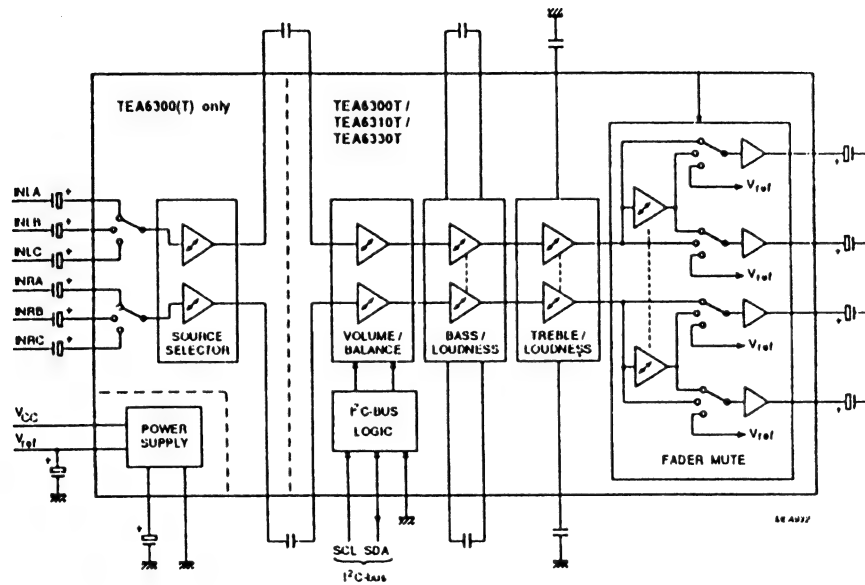 TEA6300(T) only
TEA6300T /
TEA6310T /
TEA6330T
INLA
INLB
INLC
INRA
INRB
INRC
SOURCE
SELECTOR
VOLUME /
BALANCE
BASS /
LOUDNESS
TREBLE /
LOUDNESS
Vref
Vref
Vref
Vref
FADER MUTE
VCC
Vref
POWER
SUPPLY
I²C-BUS
LOGIC
SCL SDA
I²C-bus